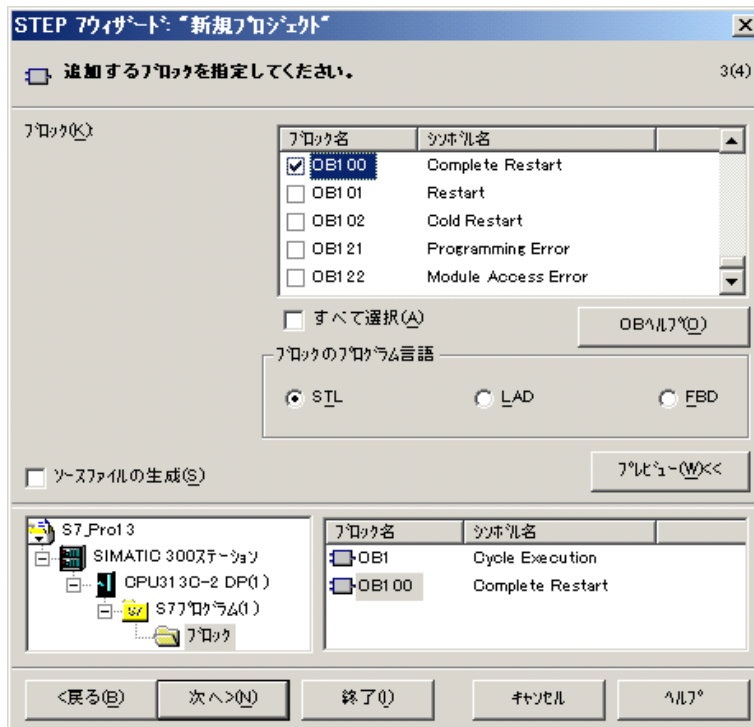 STEP 7ｳｨｻﾞｰﾄﾞ: "新規ﾌﾟﾛｼﾞｪｸﾄ"
追加するﾌﾞﾛｯｸを指定してください。 3(4)
ﾌﾞﾛｯｸ(K):
ﾌﾞﾛｯｸ名 ｼﾝﾎﾞﾙ名
OB100 Complete Restart
OB101 Restart
OB102 Cold Restart
OB121 Programming Error
OB122 Module Access Error
すべて選択(A)
OBﾍﾙﾌﾟ(O)
ﾌﾞﾛｯｸのﾌﾟﾛｸﾞﾗﾑ言語
STL LAD FBD
ｿｰｽﾌｧｲﾙの生成(S)
ﾌﾟﾚﾋﾞｭｰ(W)<<
S7_Pro13
SIMATIC 300ｽﾃｰｼｮﾝ
CPU313C-2 DP(1)
S7ﾌﾟﾛｸﾞﾗﾑ(1)
ﾌﾞﾛｯｸ
ﾌﾞﾛｯｸ名 ｼﾝﾎﾞﾙ名
OB1 Cycle Execution
OB100 Complete Restart
<戻る(B) 次へ>(N) 終了(I) ｷｬﾝｾﾙ ﾍﾙﾌﾟ